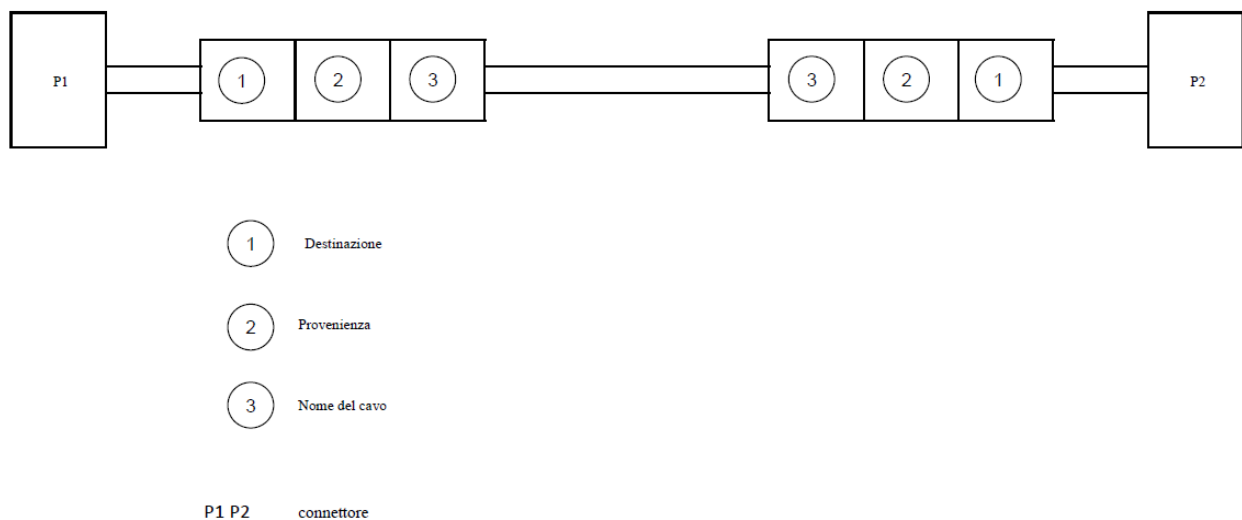 P1 1 2 3 3 2 1 P2
1 Destinazione
2 Provenienza
3 Nome del cavo
P1 P2 connettore